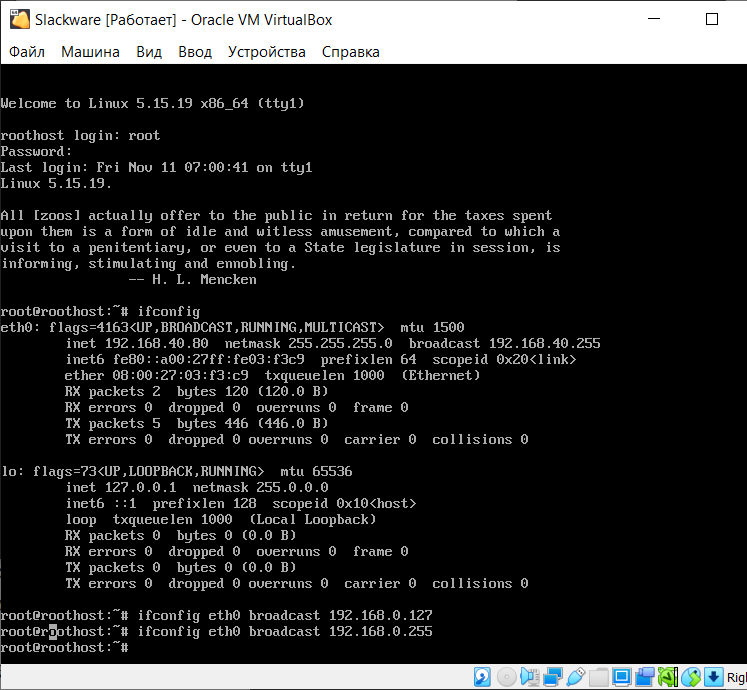 Slackware [Работает] - Oracle VM VirtualBox
Файл Машина Вид Ввод Устройства Справка
Welcome to Linux 5.15.19 x86_64 (tty1)
roothost login: root
Password:
Last login: Fri Nov 11 07:00:41 on tty1
Linux 5.15.19.
All [zoos] actually offer to the public in return for the taxes spent
upon them is a form of idle and witless amusement, compared to which a
visit to a penitentiary, or even to a State legislature in session, is
informing, stimulating and ennobling.
-- H. L. Mencken
root@roothost:~# ifconfig
eth0: flags=4163<UP,BROADCAST,RUNNING,MULTICAST> mtu 1500
inet 192.168.40.80 netmask 255.255.255.0 broadcast 192.168.40.255
inet6 fe80::a00:27ff:fe03:f3c9 prefixlen 64 scopeid 0x20<link>
ether 08:00:27:03:f3:c9 txqueuelen 1000 (Ethernet)
RX packets 2 bytes 120 (120.0 B)
RX errors 0 dropped 0 overruns 0 frame 0
TX packets 5 bytes 446 (446.0 B)
TX errors 0 dropped 0 overruns 0 carrier 0 collisions 0
lo: flags=73<UP,LOOPBACK,RUNNING> mtu 65536
inet 127.0.0.1 netmask 255.0.0.0
inet6 ::1 prefixlen 128 scopeid 0x10<host>
loop txqueuelen 1000 (Local Loopback)
RX packets 0 bytes 0 (0.0 B)
RX errors 0 dropped 0 overruns 0 frame 0
TX packets 0 bytes 0 (0.0 B)
TX errors 0 dropped 0 overruns 0 carrier 0 collisions 0
root@roothost:~# ifconfig eth0 broadcast 192.168.0.127
root@roothost:~# ifconfig eth0 broadcast 192.168.0.255
root@roothost:~#
Rig